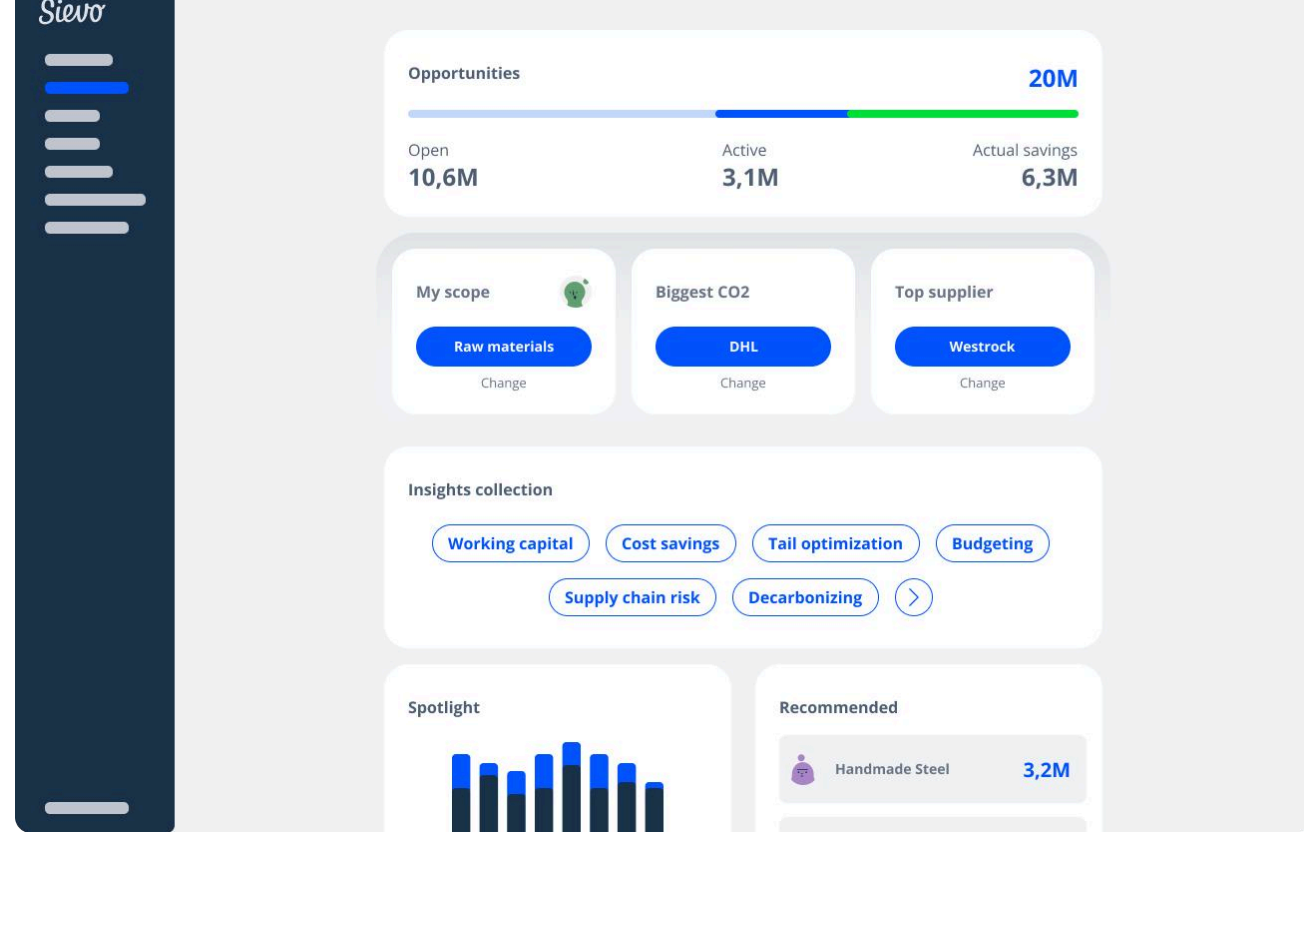 Sievo
Opportunities
20M
Open
Active
Actual savings
10,6M
3,1M
6,3M
My scope
Biggest CO2
Top supplier
Raw materials
DHL
Westrock
Change
Change
Change
Insights collection
Working capital
Cost savings
Tail optimization
Budgeting
Supply chain risk
Decarbonizing
Spotlight
Recommended
Handmade Steel
3,2M